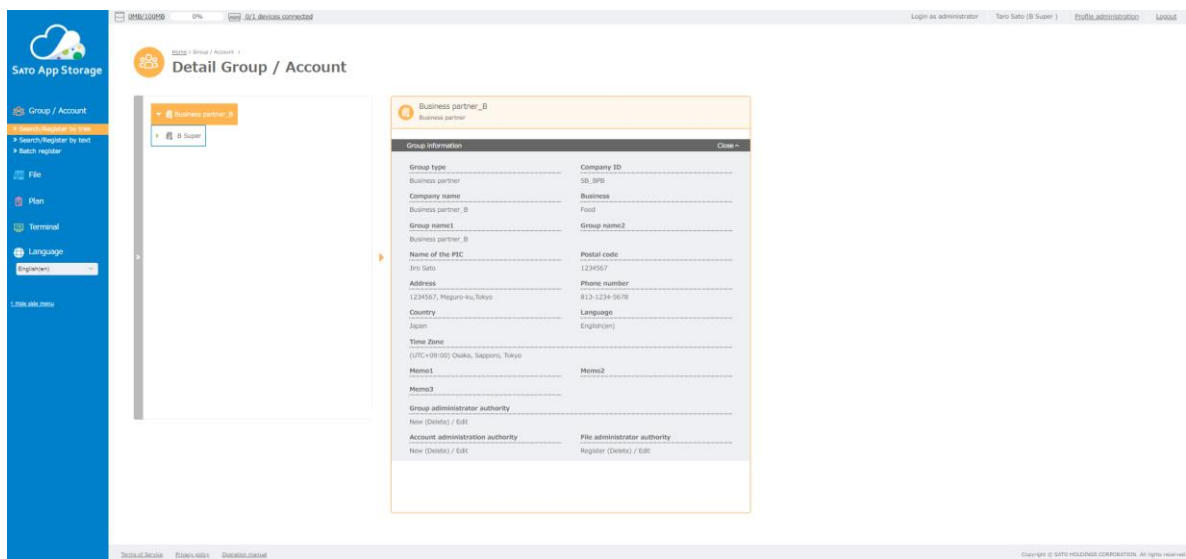 0MB/100MB 0% 0/1 devices connected Login as administrator Taro Sato (B Super ) Profile administration Logout
SATO App Storage
Home > Group / Account >
Detail Group / Account
Group / Account
> Search/Register by tree
> Search/Register by text
> Batch register
File
Plan
Terminal
Language
English(en)
Hide side menu
Business partner_B
B Super
Business partner_B
Business partner
Group information Close
Group type Company ID
Business partner SB_BPB
Company name Business
Business partner_B Food
Group name1 Group name2
Business partner_B
Name of the PIC Postal code
Jiro Sato 1234567
Address Phone number
1234567, Meguro-ku,Tokyo 813-1234-5678
Country Language
Japan English(en)
Time Zone
(UTC+09:00) Osaka, Sapporo, Tokyo
Memo1 Memo2
Memo3
Group adiministrator authority
New (Delete) / Edit
Account administration authority File administrator authority
New (Delete) / Edit Register (Delete) / Edit
Terms of Service Privacy policy Operation manual Copyright © SATO HOLDINGS CORPORATION. All rights reserved